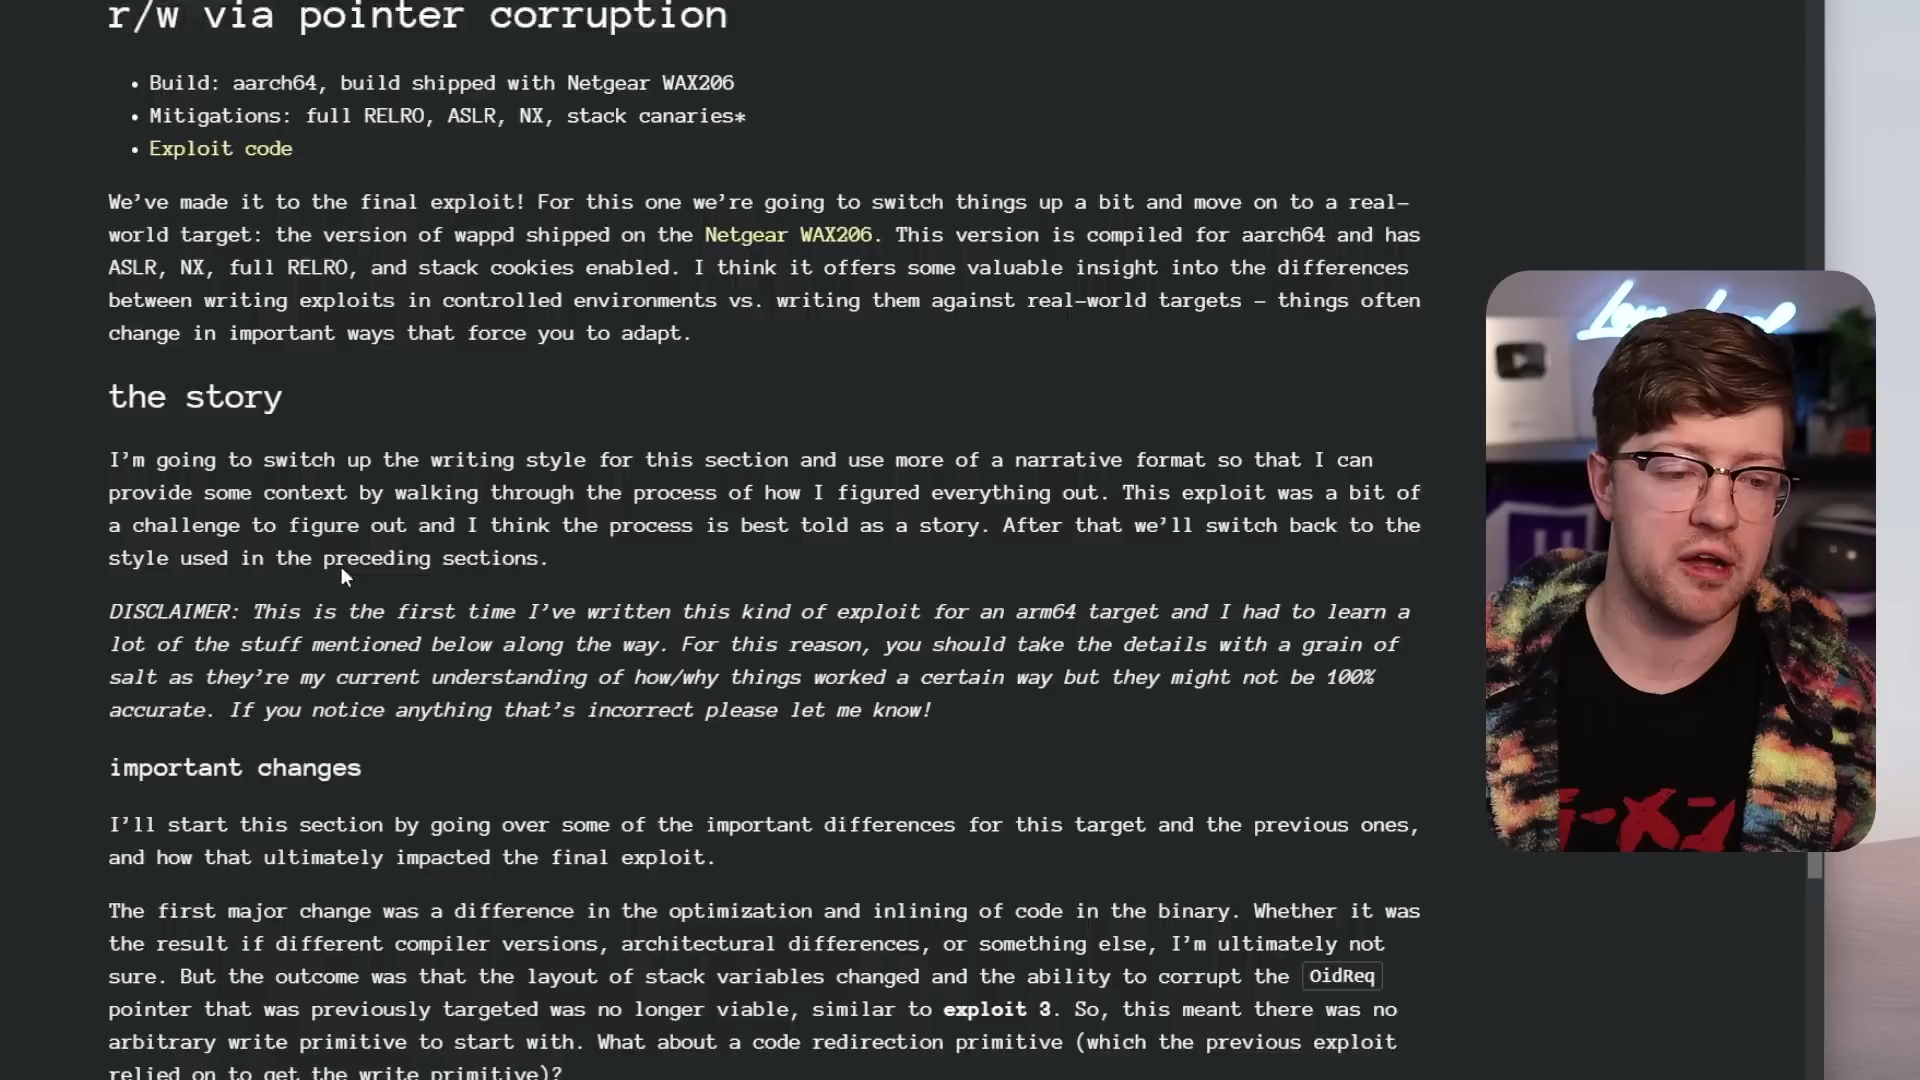 r/w via pointer corruption
• Build: aarch64, build shipped with Netgear WAX206
• Mitigations: full RELRO, ASLR, NX, stack canaries*
• Exploit code
We’ve made it to the final exploit! For this one we’re going to switch things up a bit and move on to a real-
world target: the version of wappd shipped on the Netgear WAX206. This version is compiled for aarch64 and has
ASLR, NX, full RELRO, and stack cookies enabled. I think it offers some valuable insight into the differences
between writing exploits in controlled environments vs. writing them against real-world targets – things often
change in important ways that force you to adapt.
the story
I’m going to switch up the writing style for this section and use more of a narrative format so that I can
provide some context by walking through the process of how I figured everything out. This exploit was a bit of
a challenge to figure out and I think the process is best told as a story. After that we’ll switch back to the
style used in the preceding sections.
DISCLAIMER: This is the first time I’ve written this kind of exploit for an arm64 target and I had to learn a
lot of the stuff mentioned below along the way. For this reason, you should take the details with a grain of
salt as they’re my current understanding of how/why things worked a certain way but they might not be 100%
accurate. If you notice anything that’s incorrect please let me know!
important changes
I’ll start this section by going over some of the important differences for this target and the previous ones,
and how that ultimately impacted the final exploit.
The first major change was a difference in the optimization and inlining of code in the binary. Whether it was
the result if different compiler versions, architectural differences, or something else, I’m ultimately not
sure. But the outcome was that the layout of stack variables changed and the ability to corrupt the OidReq
pointer that was previously targeted was no longer viable, similar to exploit 3. So, this meant there was no
arbitrary write primitive to start with. What about a code redirection primitive (which the previous exploit
relied on to get the write primitive)?